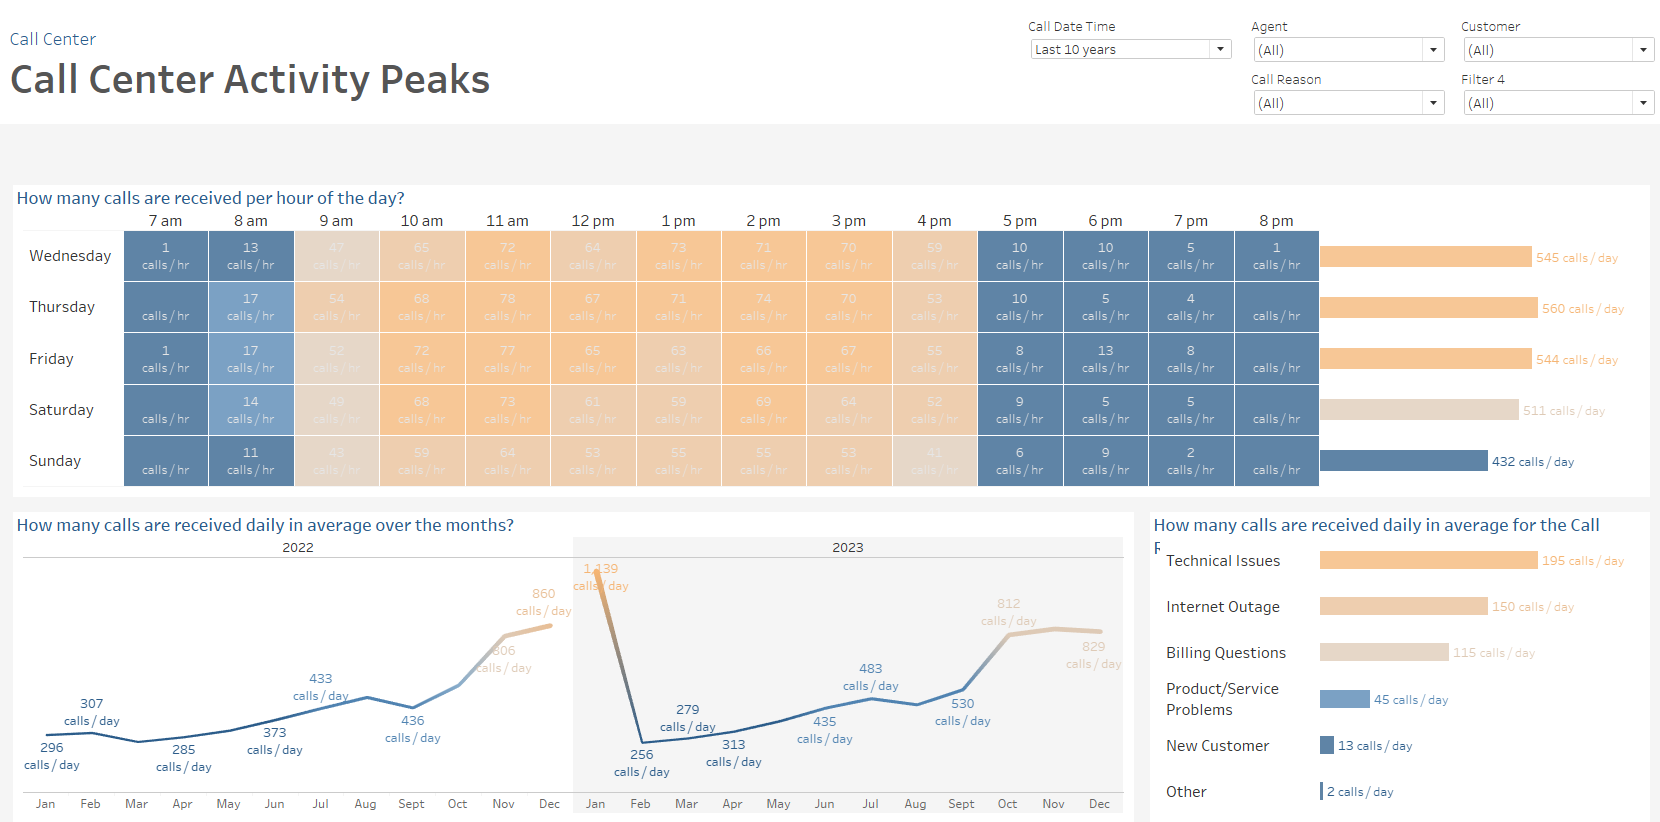 Call Center
Call Center Activity Peaks
Call Date Time
Last 10 years
Agent
(All)
Customer
(All)
Call Reason
(All)
Filter 4
(All)
How many calls are received per hour of the day?
7 am 8 am 9 am 10 am 11 am 12 pm 1 pm 2 pm 3 pm 4 pm 5 pm 6 pm 7 pm 8 pm
Wednesday
1 13 47 65 72 64 73 71 70 59 10 10 5 1
calls / hr calls / hr calls / hr calls / hr calls / hr calls / hr calls / hr calls / hr calls / hr calls / hr calls / hr calls / hr calls / hr calls / hr
545 calls / day
Thursday
17 54 68 78 67 71 74 70 53 10 5 4
calls / hr calls / hr calls / hr calls / hr calls / hr calls / hr calls / hr calls / hr calls / hr calls / hr calls / hr calls / hr calls / hr calls / hr
560 calls / day
Friday
1 17 52 72 77 65 63 66 67 55 8 13 8
calls / hr calls / hr calls / hr calls / hr calls / hr calls / hr calls / hr calls / hr calls / hr calls / hr calls / hr calls / hr calls / hr calls / hr
544 calls / day
Saturday
14 49 68 73 61 59 69 64 52 9 5 5
calls / hr calls / hr calls / hr calls / hr calls / hr calls / hr calls / hr calls / hr calls / hr calls / hr calls / hr calls / hr calls / hr calls / hr
511 calls / day
Sunday
11 43 59 64 53 55 55 53 41 6 9 2
calls / hr calls / hr calls / hr calls / hr calls / hr calls / hr calls / hr calls / hr calls / hr calls / hr calls / hr calls / hr calls / hr calls / hr
432 calls / day
How many calls are received daily in average over the months?
2022
2023
296
calls / day
307
calls / day
285
calls / day
373
calls / day
433
calls / day
436
calls / day
806
calls / day
860
calls / day
1,139
calls / day
256
calls / day
279
calls / day
313
calls / day
435
calls / day
483
calls / day
530
calls / day
812
calls / day
829
calls / day
Jan Feb Mar Apr May Jun Jul Aug Sept Oct Nov Dec Jan Feb Mar Apr May Jun Jul Aug Sept Oct Nov Dec
How many calls are received daily in average for the Call
Technical Issues
195 calls / day
Internet Outage
150 calls / day
Billing Questions
115 calls / day
Product/Service
Problems
45 calls / day
New Customer
13 calls / day
Other
2 calls / day